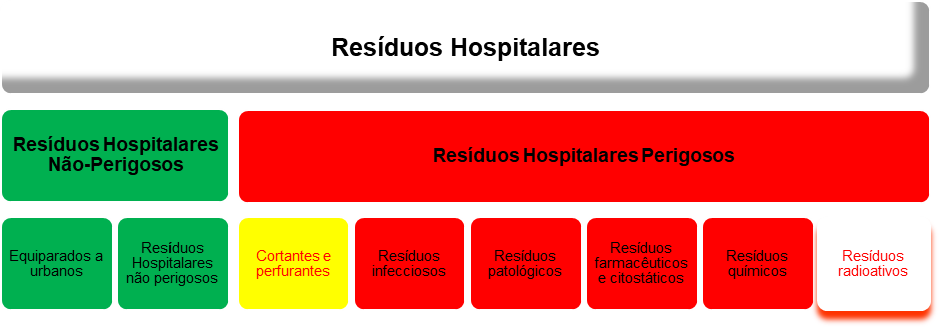 Resíduos Hospitalares
Resíduos Hospitalares
Não-Perigosos
Resíduos Hospitalares Perigosos
Equiparados a
urbanos
Resíduos
Hospitalares
não perigosos
Cortantes e
perfurantes
Resíduos
infecciosos
Resíduos
patológicos
Resíduos
farmacêuticos
e citostáticos
Resíduos
químicos
Resíduos
radioativos